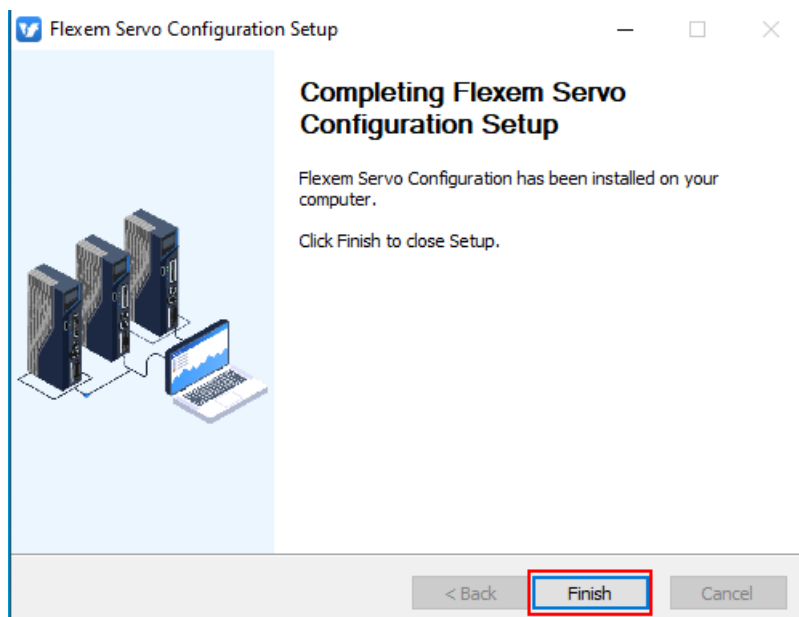 Flexem Servo Configuration Setup
Completing Flexem Servo
Configuration Setup
Flexem Servo Configuration has been installed on your
computer.
Click Finish to close Setup.
< Back
Finish
Cancel